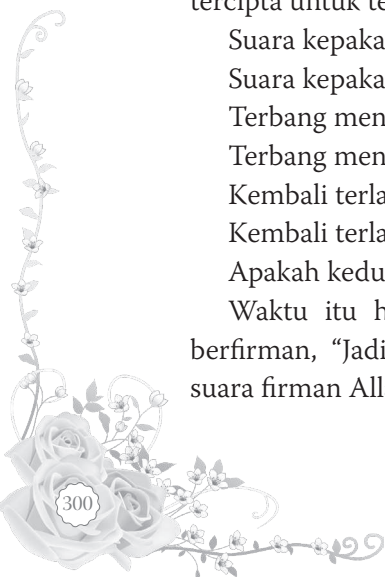 tercipta untuk te
Suara kepaka
Suara kepaka
Terbang men
Terbang men
Kembali terla
Kembali terla
Apakah kedu
Waktu itu h
berfirman, “Jadi
suara firman All
300